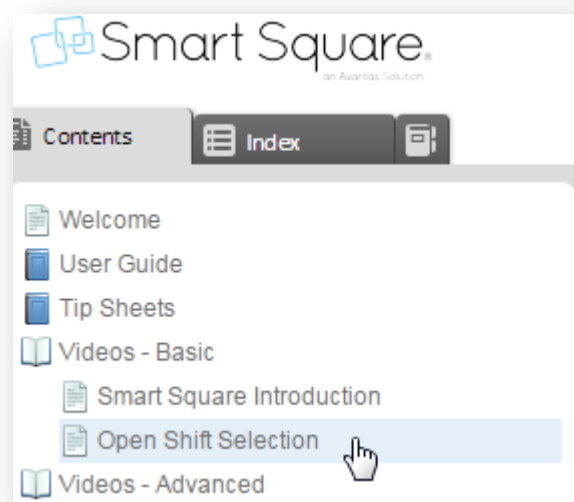 Smart Square®
an Avantas Solution
Contents Index
Welcome
User Guide
Tip Sheets
Videos - Basic
Smart Square Introduction
Open Shift Selection
Videos - Advanced